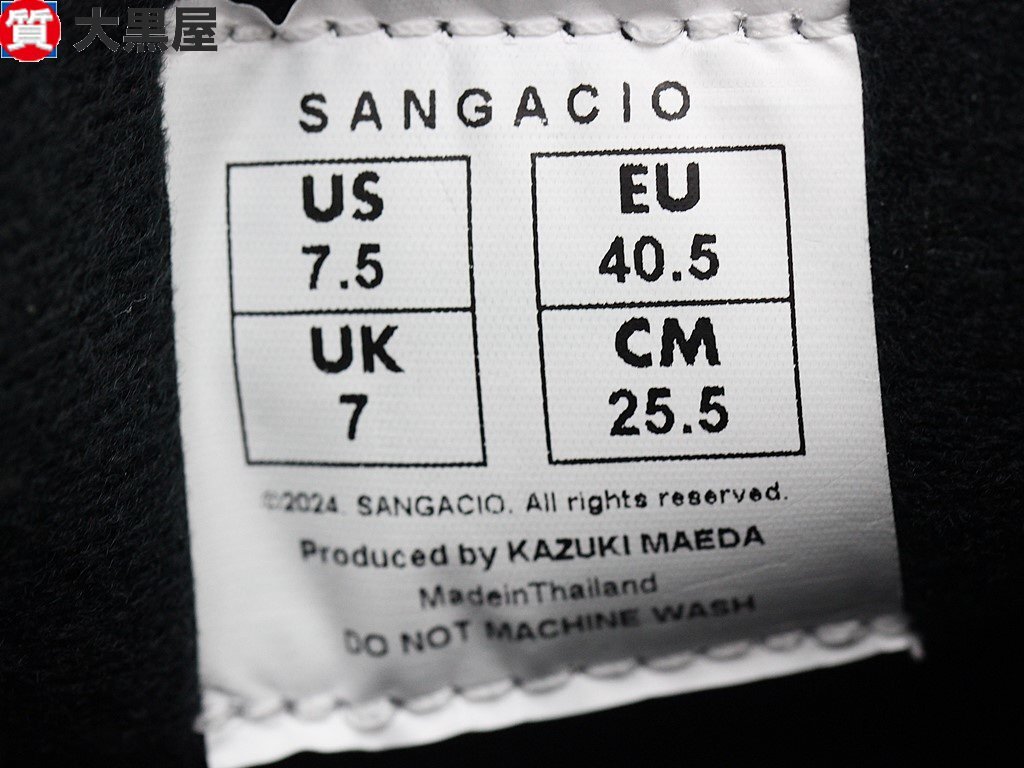 質 大黒屋
SANGACIO
US
7.5
EU
40.5
UK
7
CM
25.5
©2024. SANGACIO. All rights reserved.
Produced by KAZUKI MAEDA
MadeinThailand
DO NOT MACHINE WASH